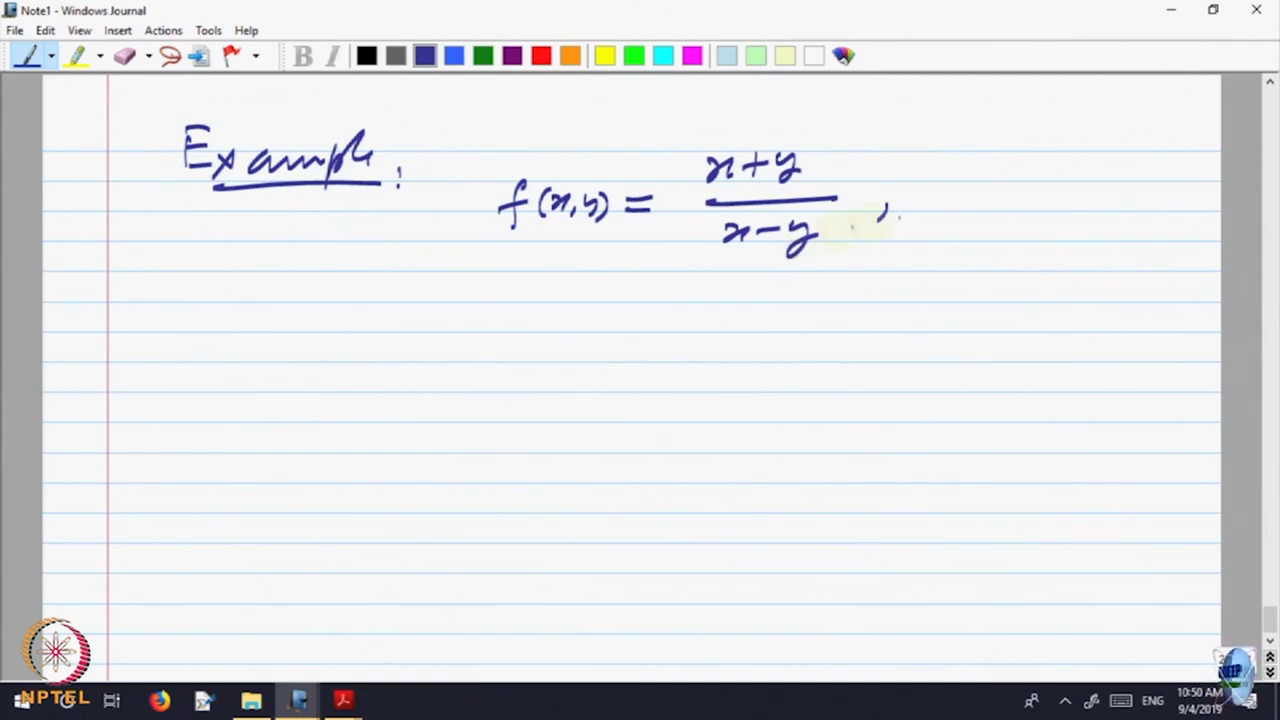 Note1 - Windows Journal
File Edit View Insert Actions Tools Help
B I
Example:
f(x,y) = \frac{x+y}{x-y} ,
NPTEL
ENG
10:50 AM
9/4/2019